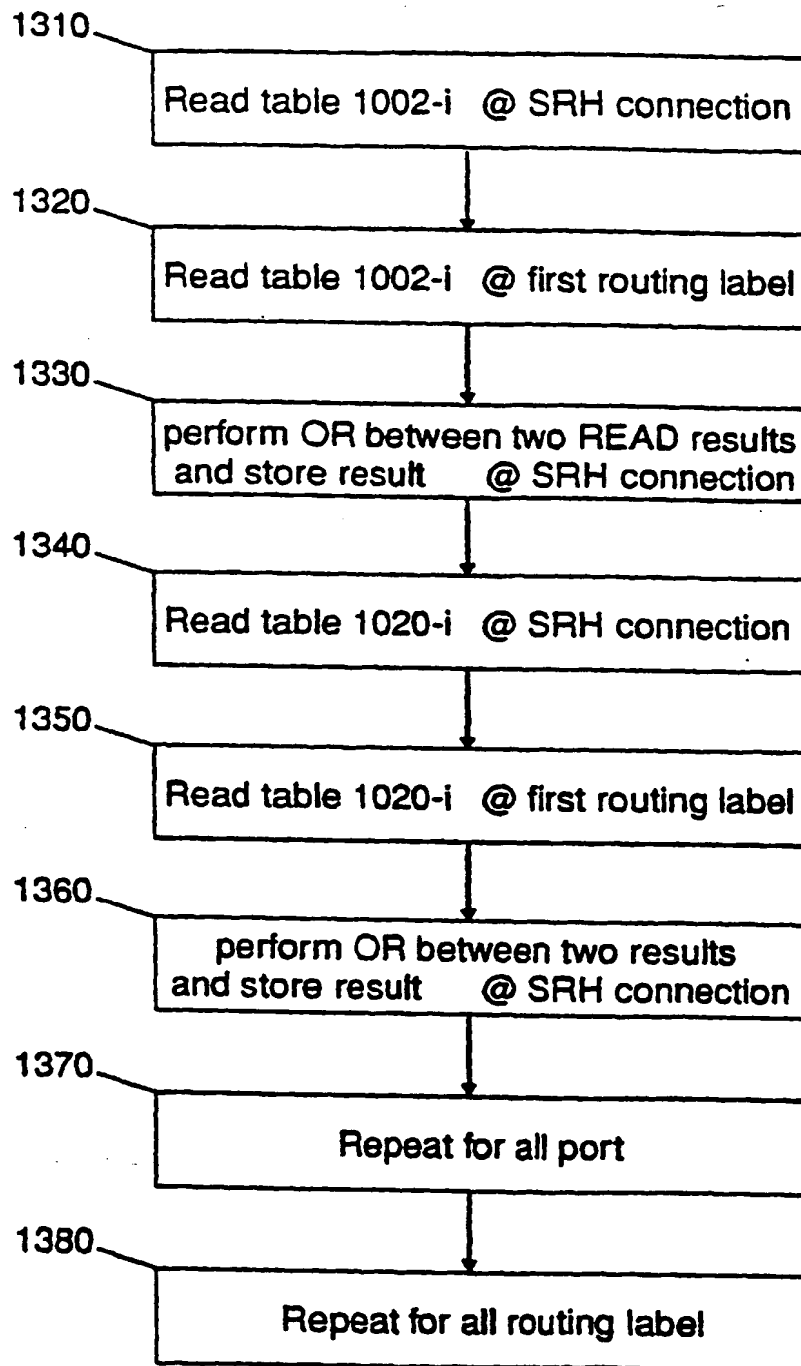 1310
Read table 1002-i @ SRH connection
1320
Read table 1002-i @ first routing label
1330
perform OR between two READ results
and store result @ SRH connection
1340
Read table 1020-i @ SRH connection
1350
Read table 1020-i @ first routing label
1360
perform OR between two results
and store result @ SRH connection
1370
Repeat for all port
1380
Repeat for all routing label